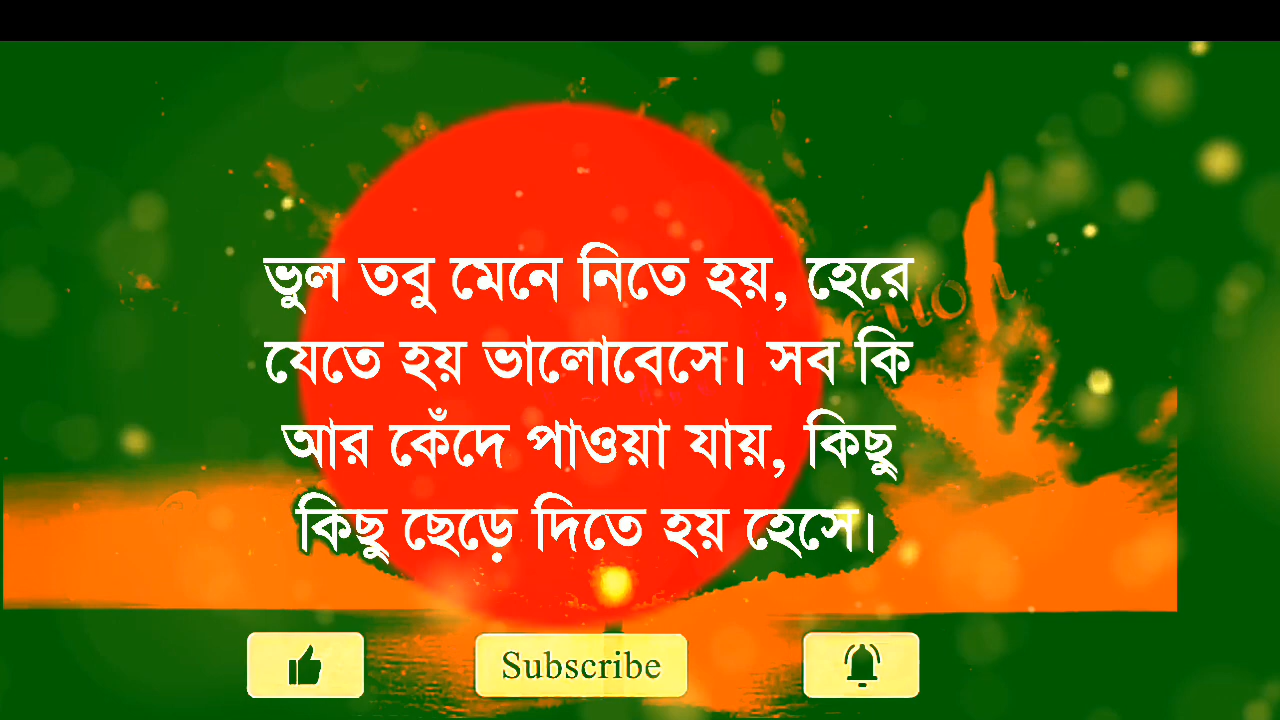 ভুল তবু মেনে নিতে হয়, হেরে
যেতে হয় ভালোবেসে। সব কি
আর কেঁদে পাওয়া যায়, কিছু
কিছু ছেড়ে দিতে হয় হেসে।
Subscribe